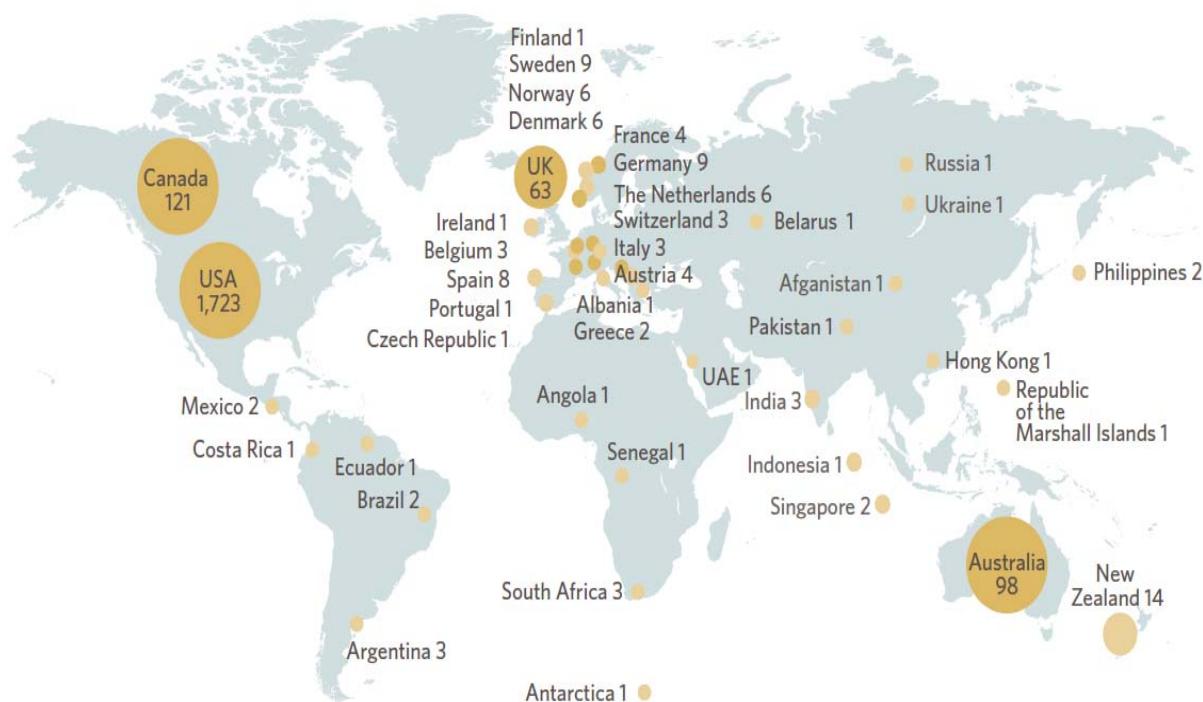 Finland 1
Sweden 9
Norway 6
Denmark 6
France 4
Germany 9
The Netherlands 6
Switzerland 3
Italy 3
Austria 4
UK
63
Canada
121
USA
1,723
Ireland 1
Belgium 3
Spain 8
Portugal 1
Czech Republic 1
Albania 1
Greece 2
Russia 1
Ukraine 1
Belarus 1
Afganistan 1
Philippines 2
Pakistan 1
Hong Kong 1
UAE 1
India 3
Republic
of the
Marshall Islands 1
Mexico 2
Costa Rica 1
Ecuador 1
Brazil 2
Angola 1
Senegal 1
Indonesia 1
Singapore 2
South Africa 3
Australia
98
New
Zealand 14
Argentina 3
Antarctica 1